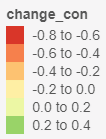 change_con
-0.8 to -0.6
-0.6 to -0.4
-0.4 to -0.2
-0.2 to 0.0
0.0 to 0.2
0.2 to 0.4